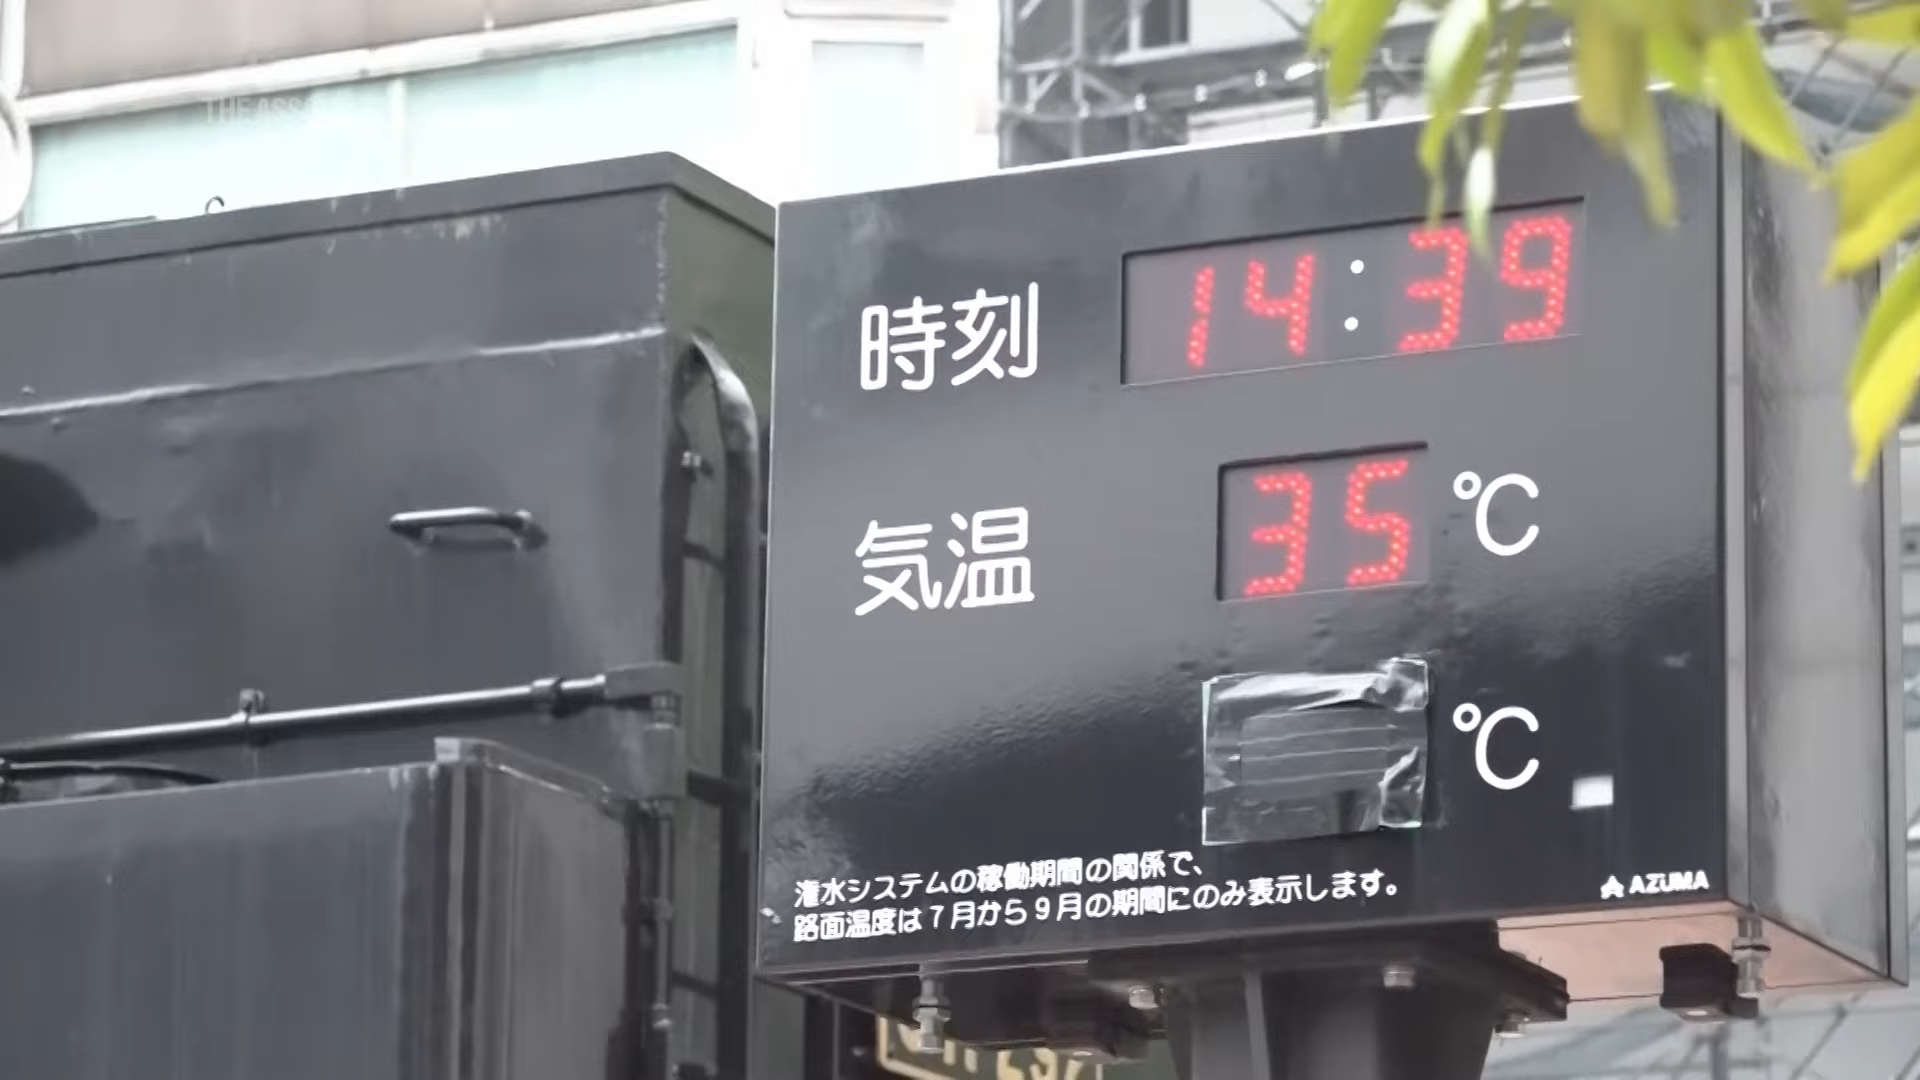 時刻 14:39
気温 35 ℃
℃
潅水システムの稼働期間の関係で、
路面温度は7月から9月の期間にのみ表示します。
AZUMA